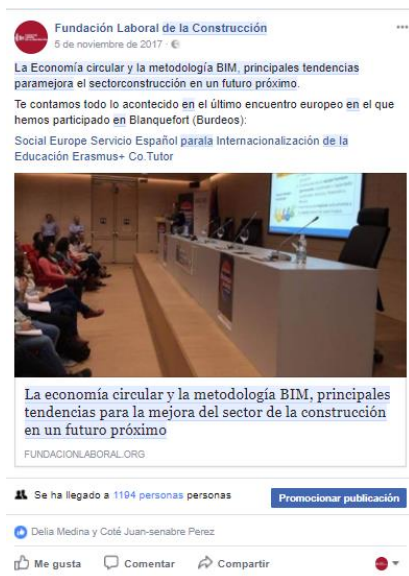 Fundación Laboral de la Construcción
5 de noviembre de 2017
La Economía circular y la metodología BIM, principales tendencias
paramejora el sectorconstrucción en un futuro próximo.
Te contamos todo lo acontecido en el último encuentro europeo en el que
hemos participado en Blanquefort (Burdeos):
Social Europe Servicio Español parala Internacionalización de la
Educación Erasmus+ Co.Tutor
La economía circular y la metodología BIM, principales
tendencias para la mejora del sector de la construcción
en un futuro próximo
FUNDACIONLABORAL.ORG
Se ha llegado a 1194 personas personas
Promocionar publicación
Delia Medina y Coté Juan-senabre Perez
Me gusta Comentar Compartir